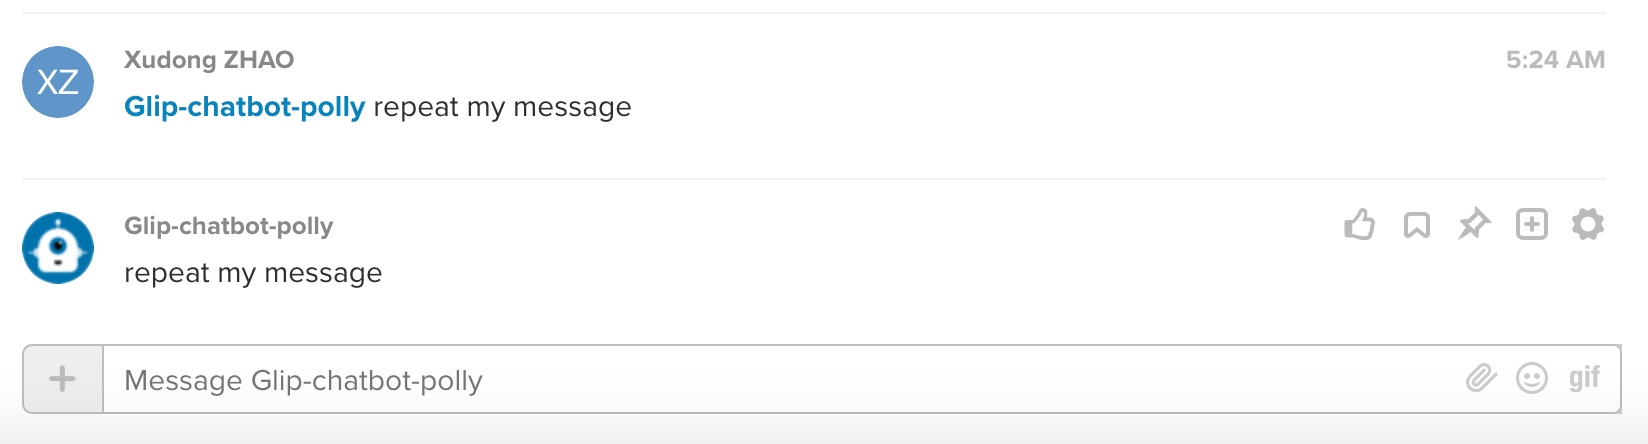 XZ
Xudong ZHAO
5:24 AM
Glip-chatbot-polly repeat my message
Glip-chatbot-polly
repeat my message
Message Glip-chatbot-polly
gif